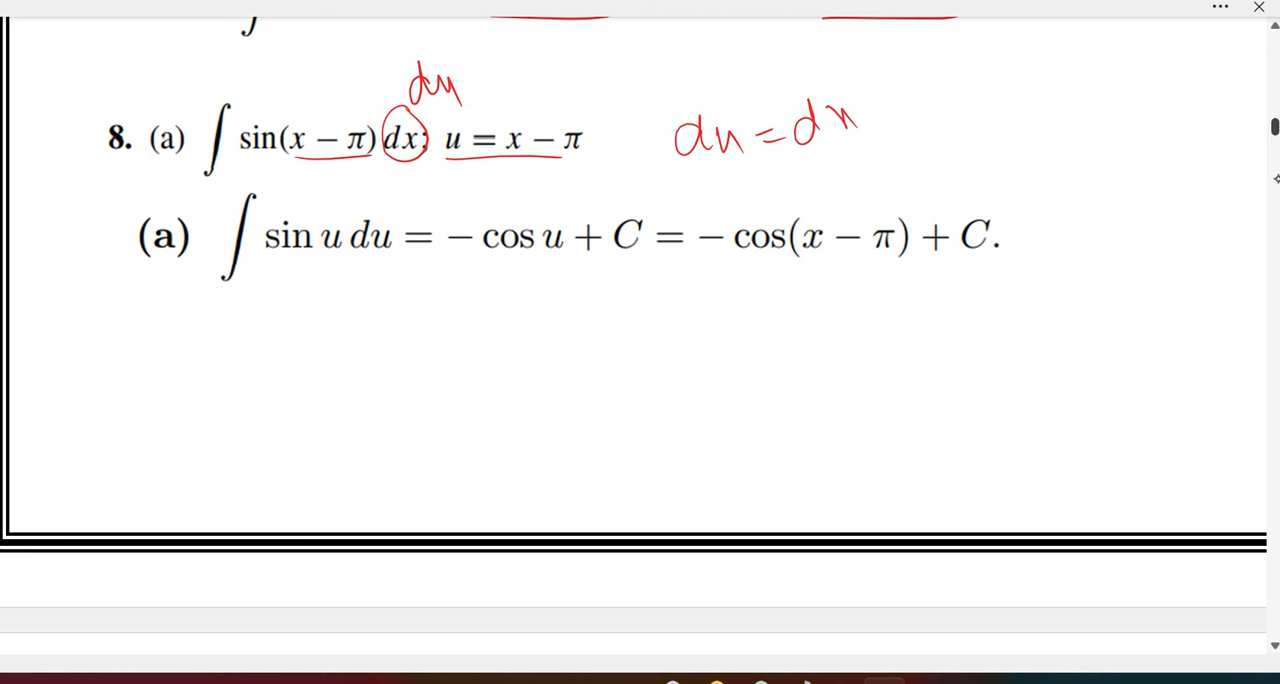 du
8. (a) ∫ sin(x − π) dx; u = x − π du = dx
(a) ∫ sin u du = − cos u + C = − cos(x − π) + C.